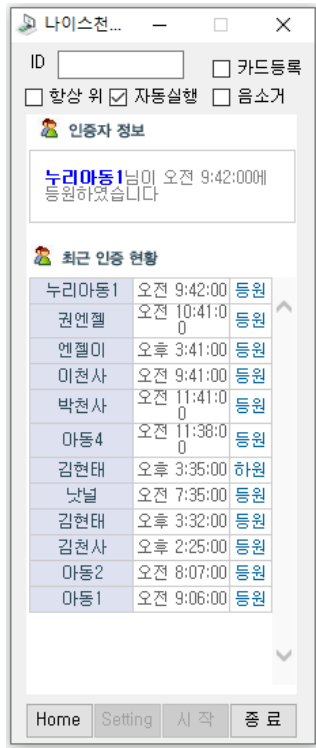 나이스천...
ID
카드등록
항상 위 자동실행 음소거
인증자 정보
누리아동1님이 오전 9:42:00에
등원하였습니다
최근 인증 현황
누리아동1 오전 9:42:00 등원
권엔젤 오전 10:41:0
0 등원
엔젤이 오후 3:41:00 등원
이천사 오전 9:41:00 등원
박천사 오전 11:41:0
0 등원
아동4 오전 11:38:0
0 등원
김현태 오후 3:35:00 하원
낫널 오전 7:35:00 등원
김현태 오후 3:32:00 등원
김천사 오후 2:25:00 등원
아동2 오전 8:07:00 등원
아동1 오전 9:06:00 등원
Home Setting 시 작 종 료